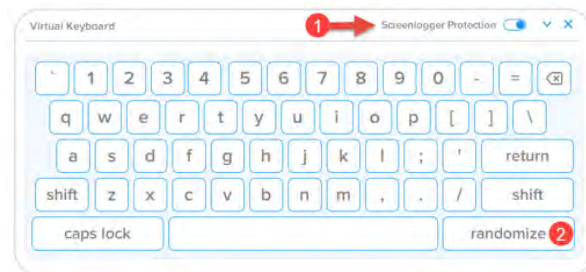 Virtual Keyboard 1 Screenlogger Protection
` 1 2 3 4 5 6 7 8 9 0 - =
q w e r t y u i o p [ ] \
a s d f g h j k l ; ' return
shift z x c v b n m , . / shift
caps lock randomize 2